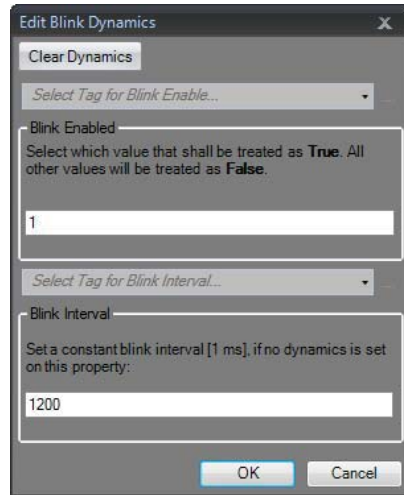 Edit Blink Dynamics
x
Clear Dynamics
Select Tag for Blink Enable...
...
Blink Enabled
Select which value that shall be treated as True. All
other values will be treated as False.
1
Select Tag for Blink Interval...
...
Blink Interval
Set a constant blink interval [1 ms], if no dynamics is set
on this property:
1200
OK
Cancel